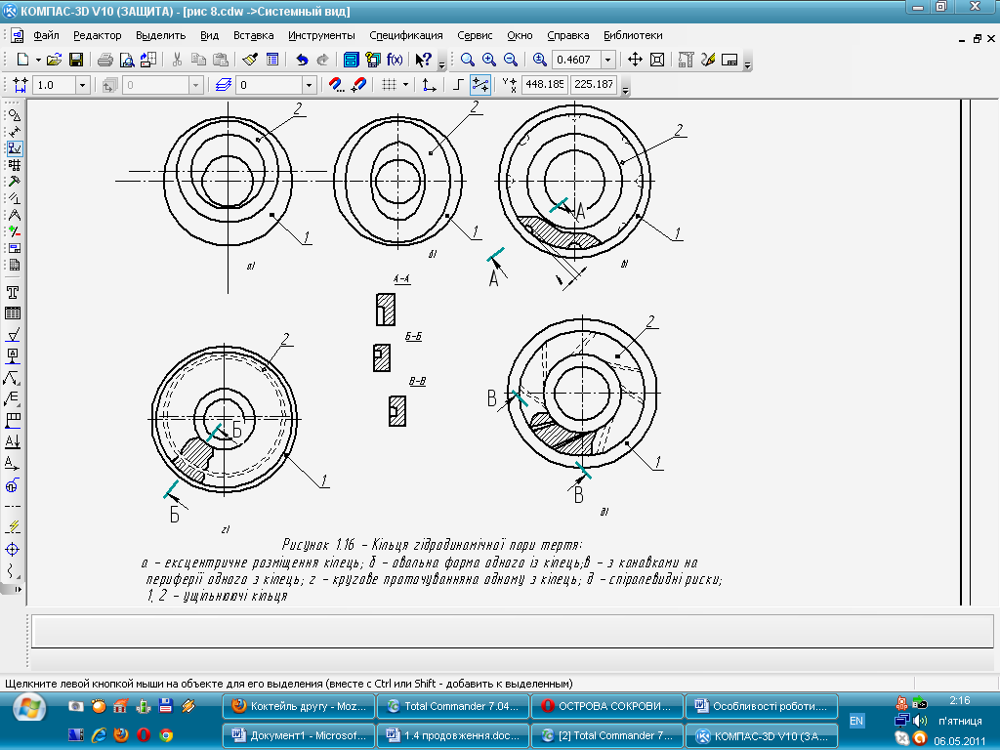 КОМПАС-3D V10 (ЗАЩИТА) - [рис 8.cdw ->Системный вид]
Файл Редактор Выделить Вид Вставка Инструменты Спецификация Сервис Окно Справка Библиотеки
f(x) 0.4607
1.0 0 0 448.185 225.187
2 2 2
А
1 1 1
а) б) в)
А
А-А
Б-Б
В-В
2 2
В
Б
1 1
Б В
г) д)
Рисунок 1.16 - Кільця гідродинамічної пари тертя:
а - ексцентричне розміщення кілець; б - овальна форма одного із кілець;в - з канавками на
периферії одного з кілець; г - кругове проточуванняна одному з кілець; д - спіралевидні риски;
1, 2 - ущільнюючі кільця
Щелкните левой кнопкой мыши на объекте для его выделения (вместе с Ctrl или Shift - добавить к выделенным)
Коктейль другу - Moz... Total Commander 7.04... ОСТРОВА СОКРОВИ... Особливості роботи.... 2:16
EN п'ятниця
Документ1 - Microsof... 1.4 продовження.doc... [2] Total Commander 7... КОМПАС-3D V10 (ЗА... 06.05.2011